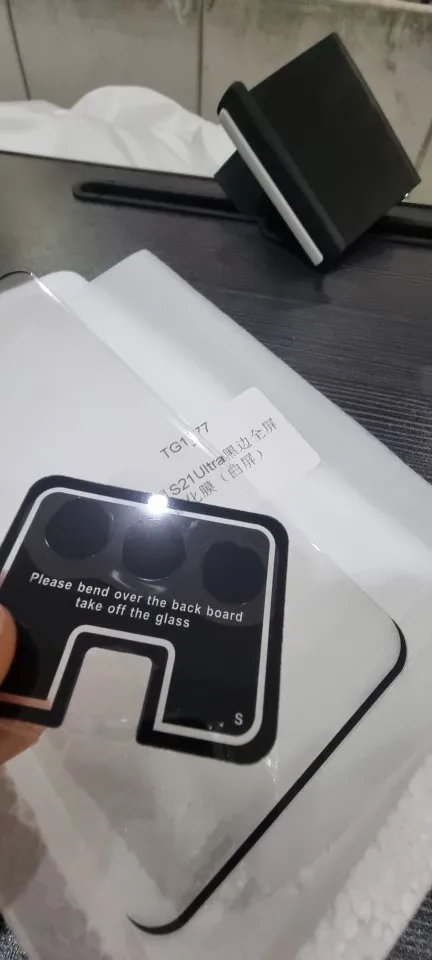 S21Ultra黑边全屏
化膜（曲屏）
Please bend over the back board
take off the glass
S